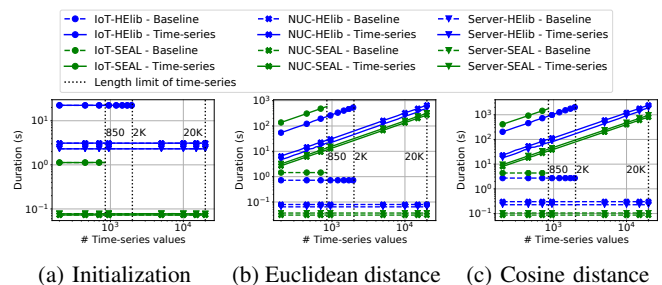 IoT-HElib - Baseline NUC-HElib - Baseline Server-HElib - Baseline
IoT-HElib - Time-series NUC-HElib - Time-series Server-HElib - Time-series
IoT-SEAL - Baseline NUC-SEAL - Baseline Server-SEAL - Baseline
IoT-SEAL - Time-series NUC-SEAL - Time-series Server-SEAL - Time-series
Length limit of time-series
Duration (s)
10^1
10^0
10^-1
850 2K 20K
10^3 10^4
# Time-series values
Duration (s)
10^3
10^2
10^1
10^0
10^-1
850 2K 20K
10^3 10^4
# Time-series values
Duration (s)
10^3
10^2
10^1
10^0
10^-1
850 2K 20K
10^3 10^4
# Time-series values
(a) Initialization (b) Euclidean distance (c) Cosine distance